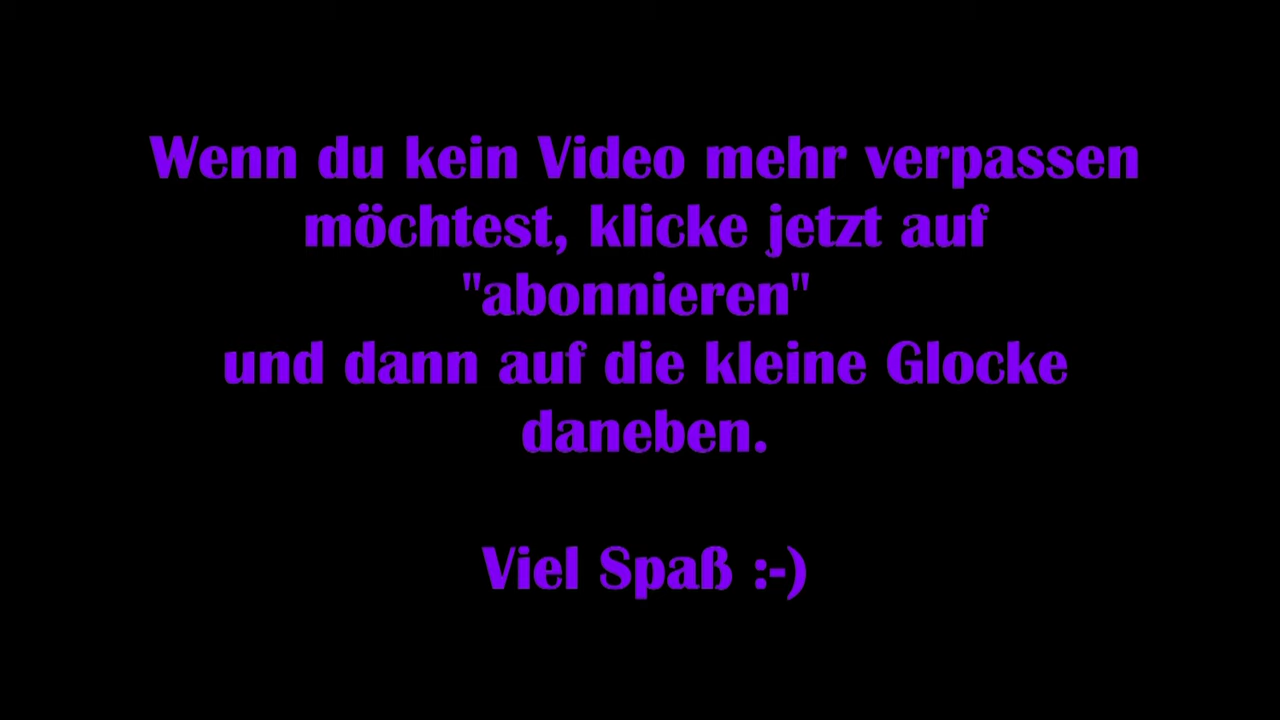 Wenn du kein Video mehr verpassen
möchtest, klicke jetzt auf
"abonnieren"
und dann auf die kleine Glocke
daneben.
Viel Spaß :-)